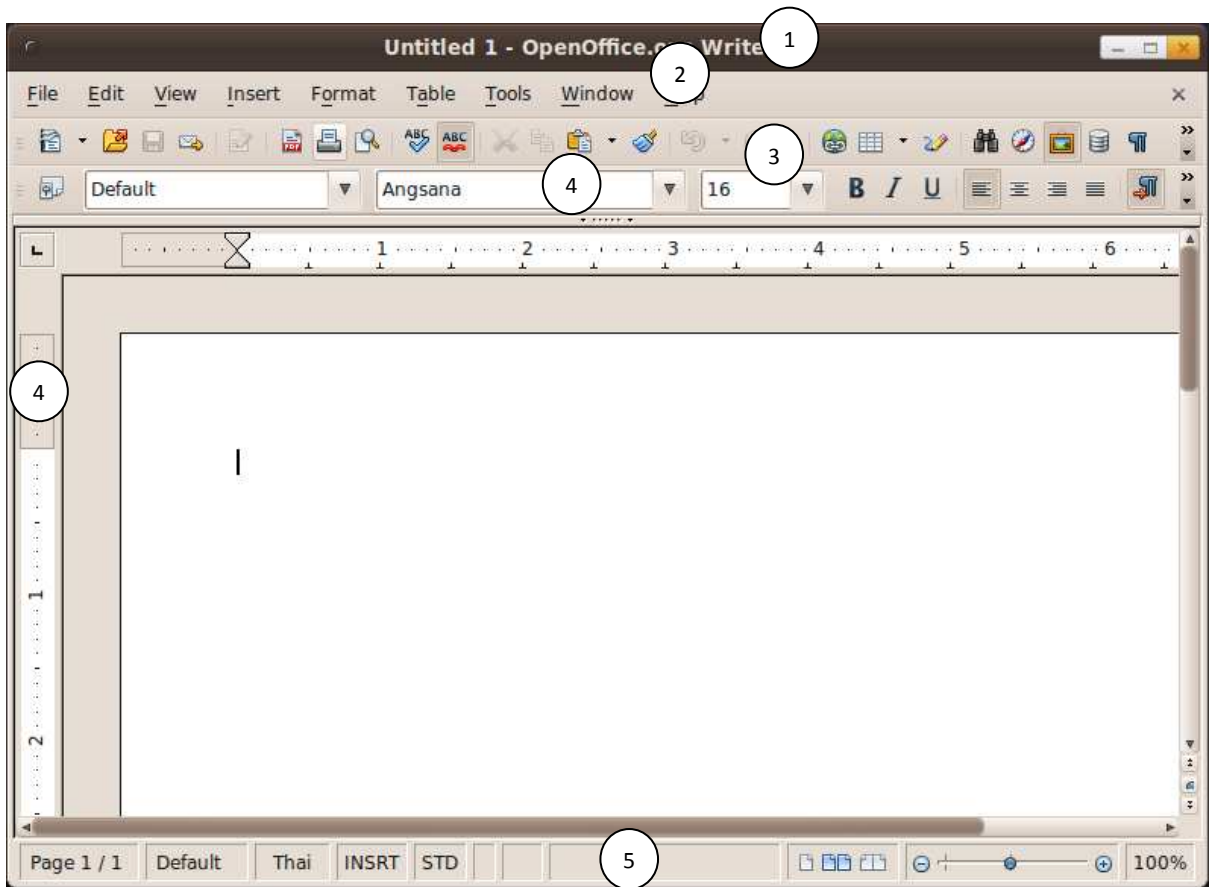 Untitled 1 - OpenOffice.org Writer 1
File Edit View Insert Format Table Tools Window 2
ABC ABC 3
Default Angsana 4 16 B I U
1 2 3 4 5 6
4
1
2
Page 1 / 1 Default Thai INSRT STD 5 100%